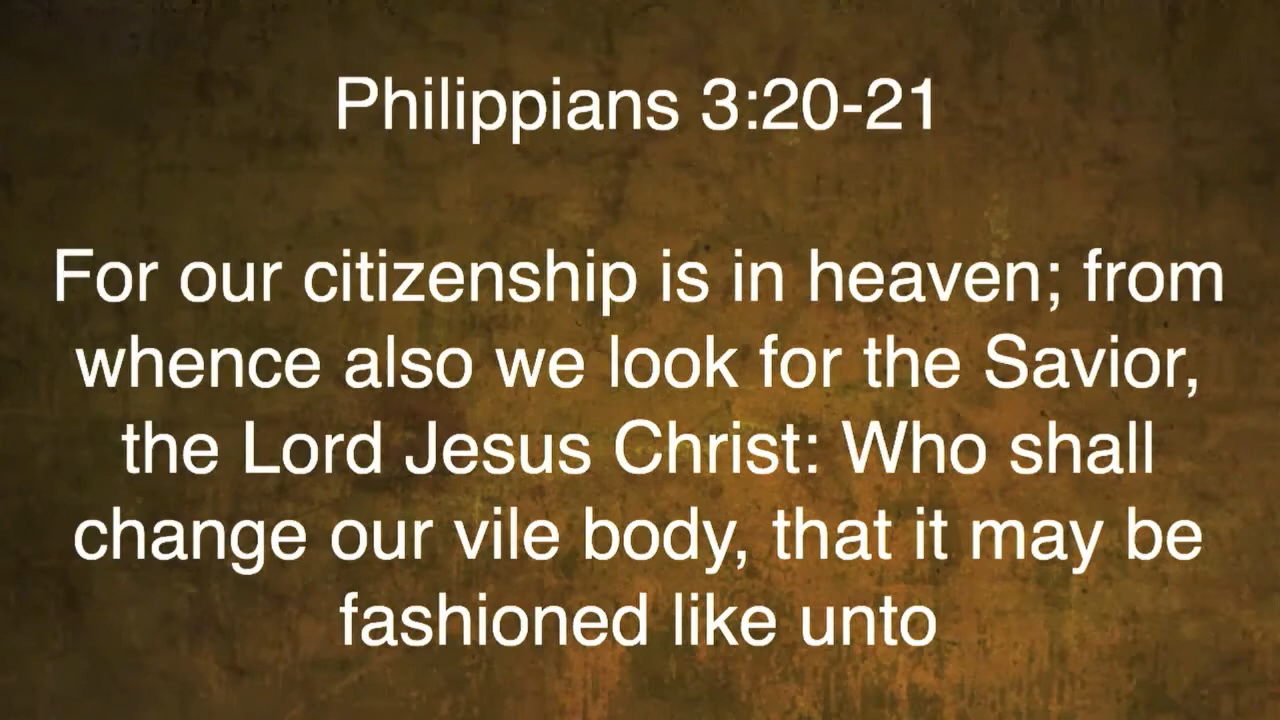 Philippians 3:20-21
For our citizenship is in heaven; from
whence also we look for the Savior,
the Lord Jesus Christ: Who shall
change our vile body, that it may be
fashioned like unto